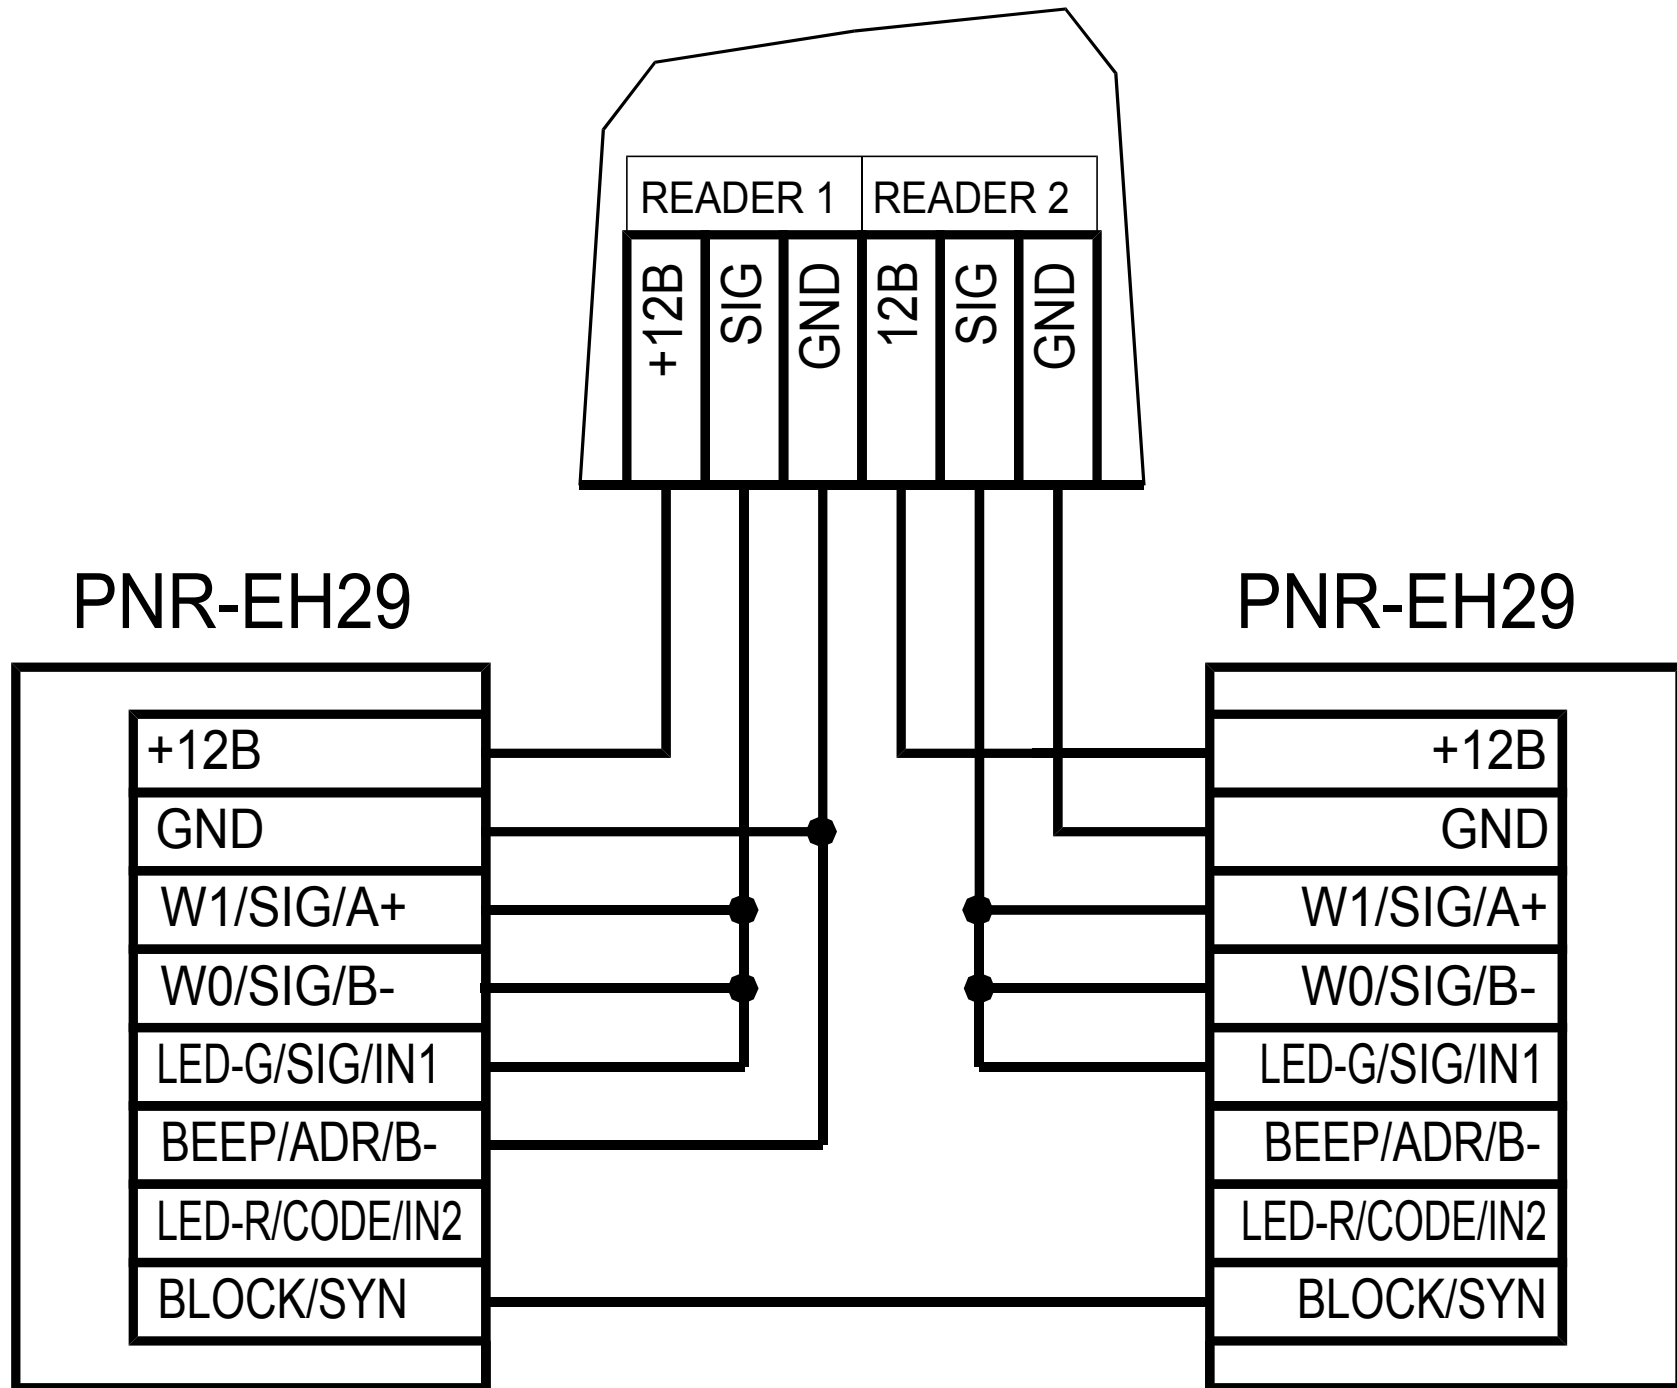 READER 1 READER 2
+12B SIG GND 12B SIG GND
PNR-EH29 PNR-EH29
+12B +12B
GND GND
W1/SIG/A+ W1/SIG/A+
W0/SIG/B- W0/SIG/B-
LED-G/SIG/IN1 LED-G/SIG/IN1
BEEP/ADR/B- BEEP/ADR/B-
LED-R/CODE/IN2 LED-R/CODE/IN2
BLOCK/SYN BLOCK/SYN